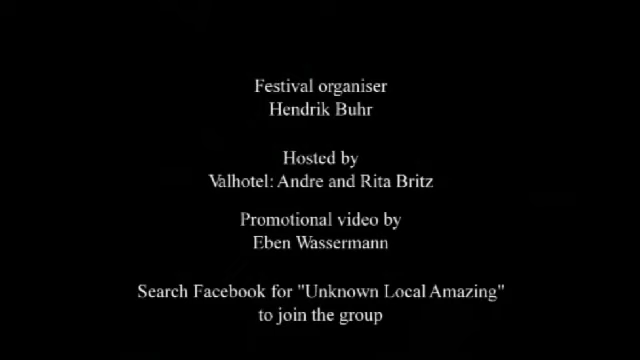 Festival organiser
Hendrik Buhr
Hosted by
Valhotel: Andre and Rita Britz
Promotional video by
Eben Wassermann
Search Facebook for "Unknown Local Amazing"
to join the group